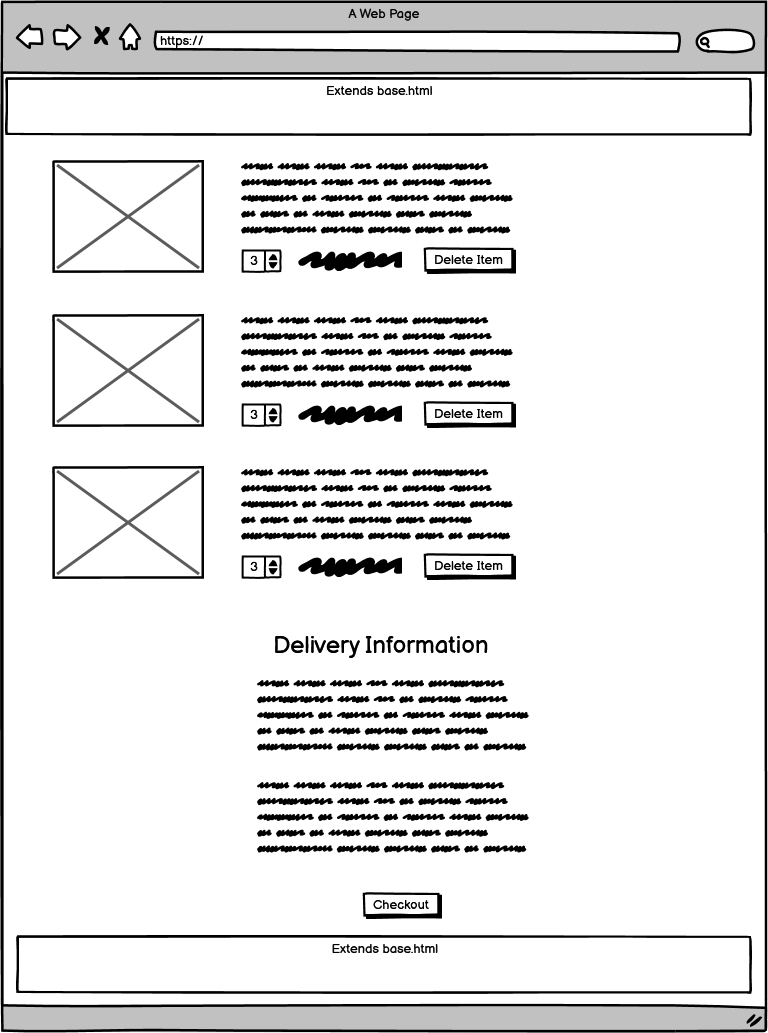 A Web Page
https://
Extends base.html
3 Delete Item
3 Delete Item
3 Delete Item
Delivery Information
Checkout
Extends base.html